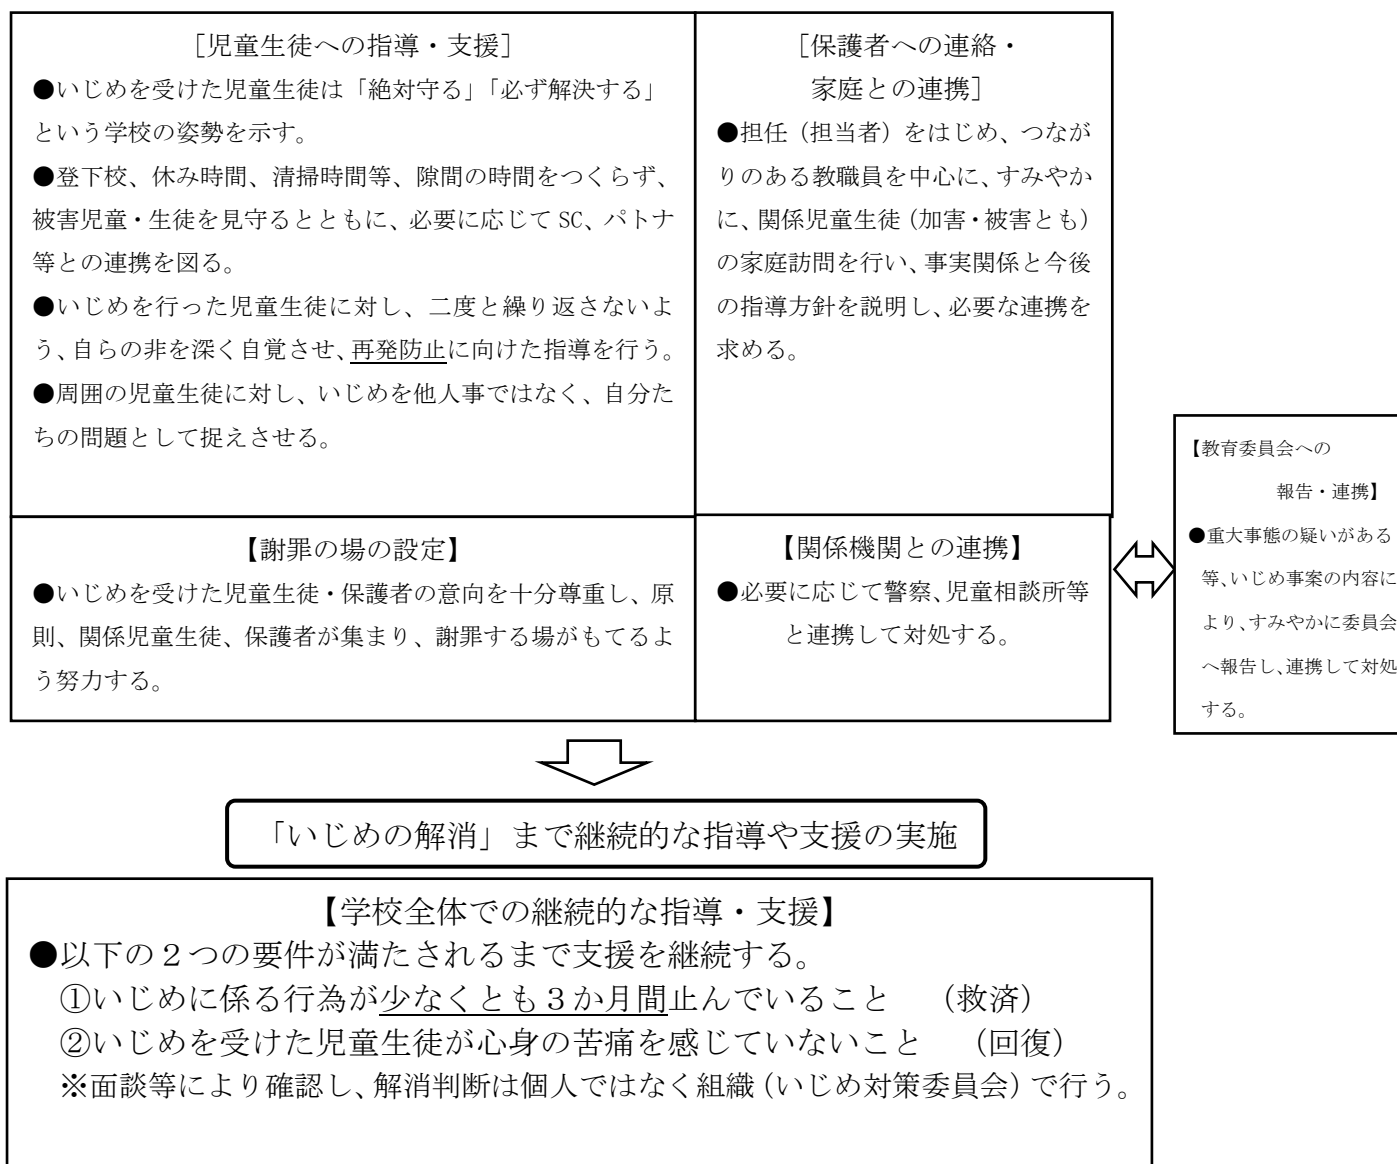 ［児童生徒への指導・支援］
●いじめを受けた児童生徒は「絶対守る」「必ず解決する」
という学校の姿勢を示す。
●登下校、休み時間、清掃時間等、隙間の時間をつくらず、
被害児童・生徒を見守るとともに、必要に応じて SC、パトナ
等との連携を図る。
●いじめを行った児童生徒に対し、二度と繰り返さないよ
う、自らの非を深く自覚させ、再発防止に向けた指導を行う。
●周囲の児童生徒に対し、いじめを他人事ではなく、自分た
ちの問題として捉えさせる。
［保護者への連絡・
家庭との連携］
●担任（担当者）をはじめ、つなが
りのある教職員を中心に、すみやか
に、関係児童生徒（加害・被害とも）
の家庭訪問を行い、事実関係と今後
の指導方針を説明し、必要な連携を
求める。
【謝罪の場の設定】
●いじめを受けた児童生徒・保護者の意向を十分尊重し、原
則、関係児童生徒、保護者が集まり、謝罪する場がもてるよ
う努力する。
【関係機関との連携】
●必要に応じて警察、児童相談所等
と連携して対処する。
【教育委員会への
報告・連携】
●重大事態の疑いがある
等、いじめ事案の内容に
より、すみやかに委員会
へ報告し、連携して対処
する。
「いじめの解消」まで継続的な指導や支援の実施
【学校全体での継続的な指導・支援】
●以下の２つの要件が満たされるまで支援を継続する。
①いじめに係る行為が少なくとも３か月間止んでいること （救済）
②いじめを受けた児童生徒が心身の苦痛を感じていないこと （回復）
※面談等により確認し、解消判断は個人ではなく組織（いじめ対策委員会）で行う。